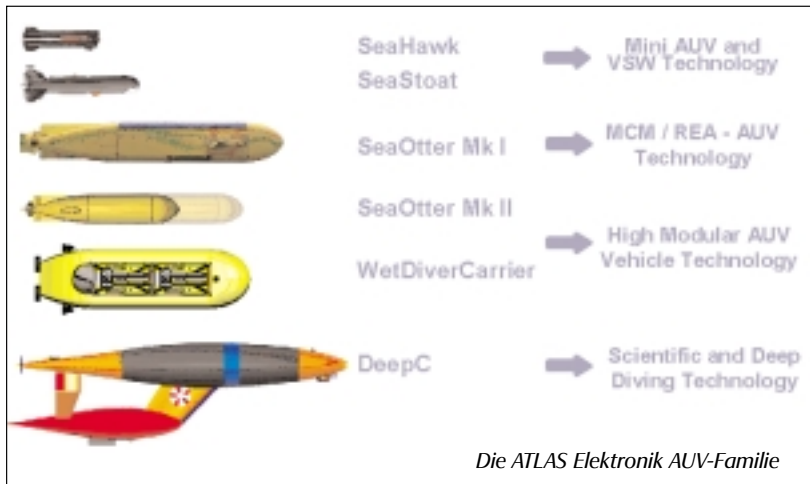 SeaHawk
Mini AUV and
VSW Technology
SeaStoat
SeaOtter Mk I
MCM / REA - AUV
Technology
SeaOtter Mk II
High Modular AUV
Vehicle Technology
WetDiverCarrier
DeepC
Scientific and Deep
Diving Technology
Die ATLAS Elektronik AUV-Familie